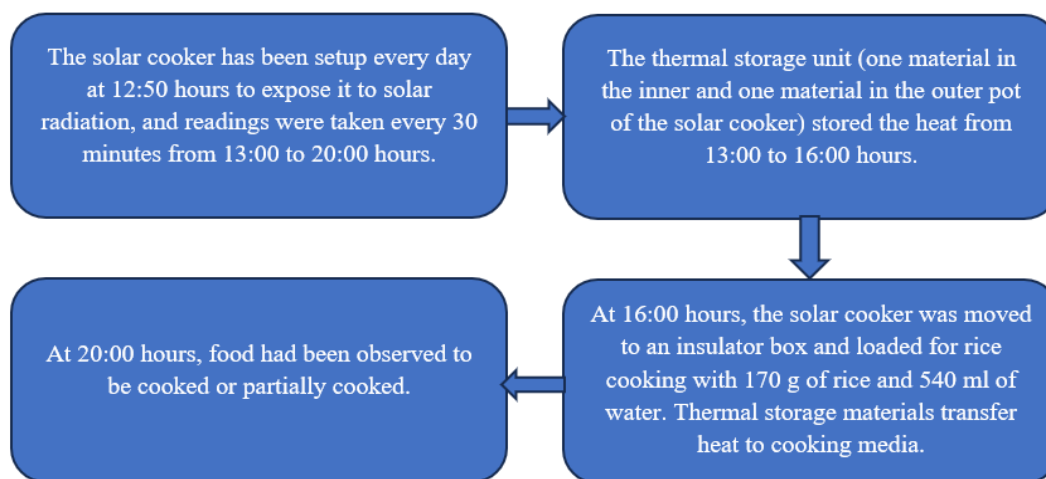 The solar cooker has been setup every day
at 12:50 hours to expose it to solar
radiation, and readings were taken every 30
minutes from 13:00 to 20:00 hours.
The thermal storage unit (one material in
the inner and one material in the outer pot
of the solar cooker) stored the heat from
13:00 to 16:00 hours.
At 16:00 hours, the solar cooker was moved
to an insulator box and loaded for rice
cooking with 170 g of rice and 540 ml of
water. Thermal storage materials transfer
heat to cooking media.
At 20:00 hours, food had been observed to
be cooked or partially cooked.